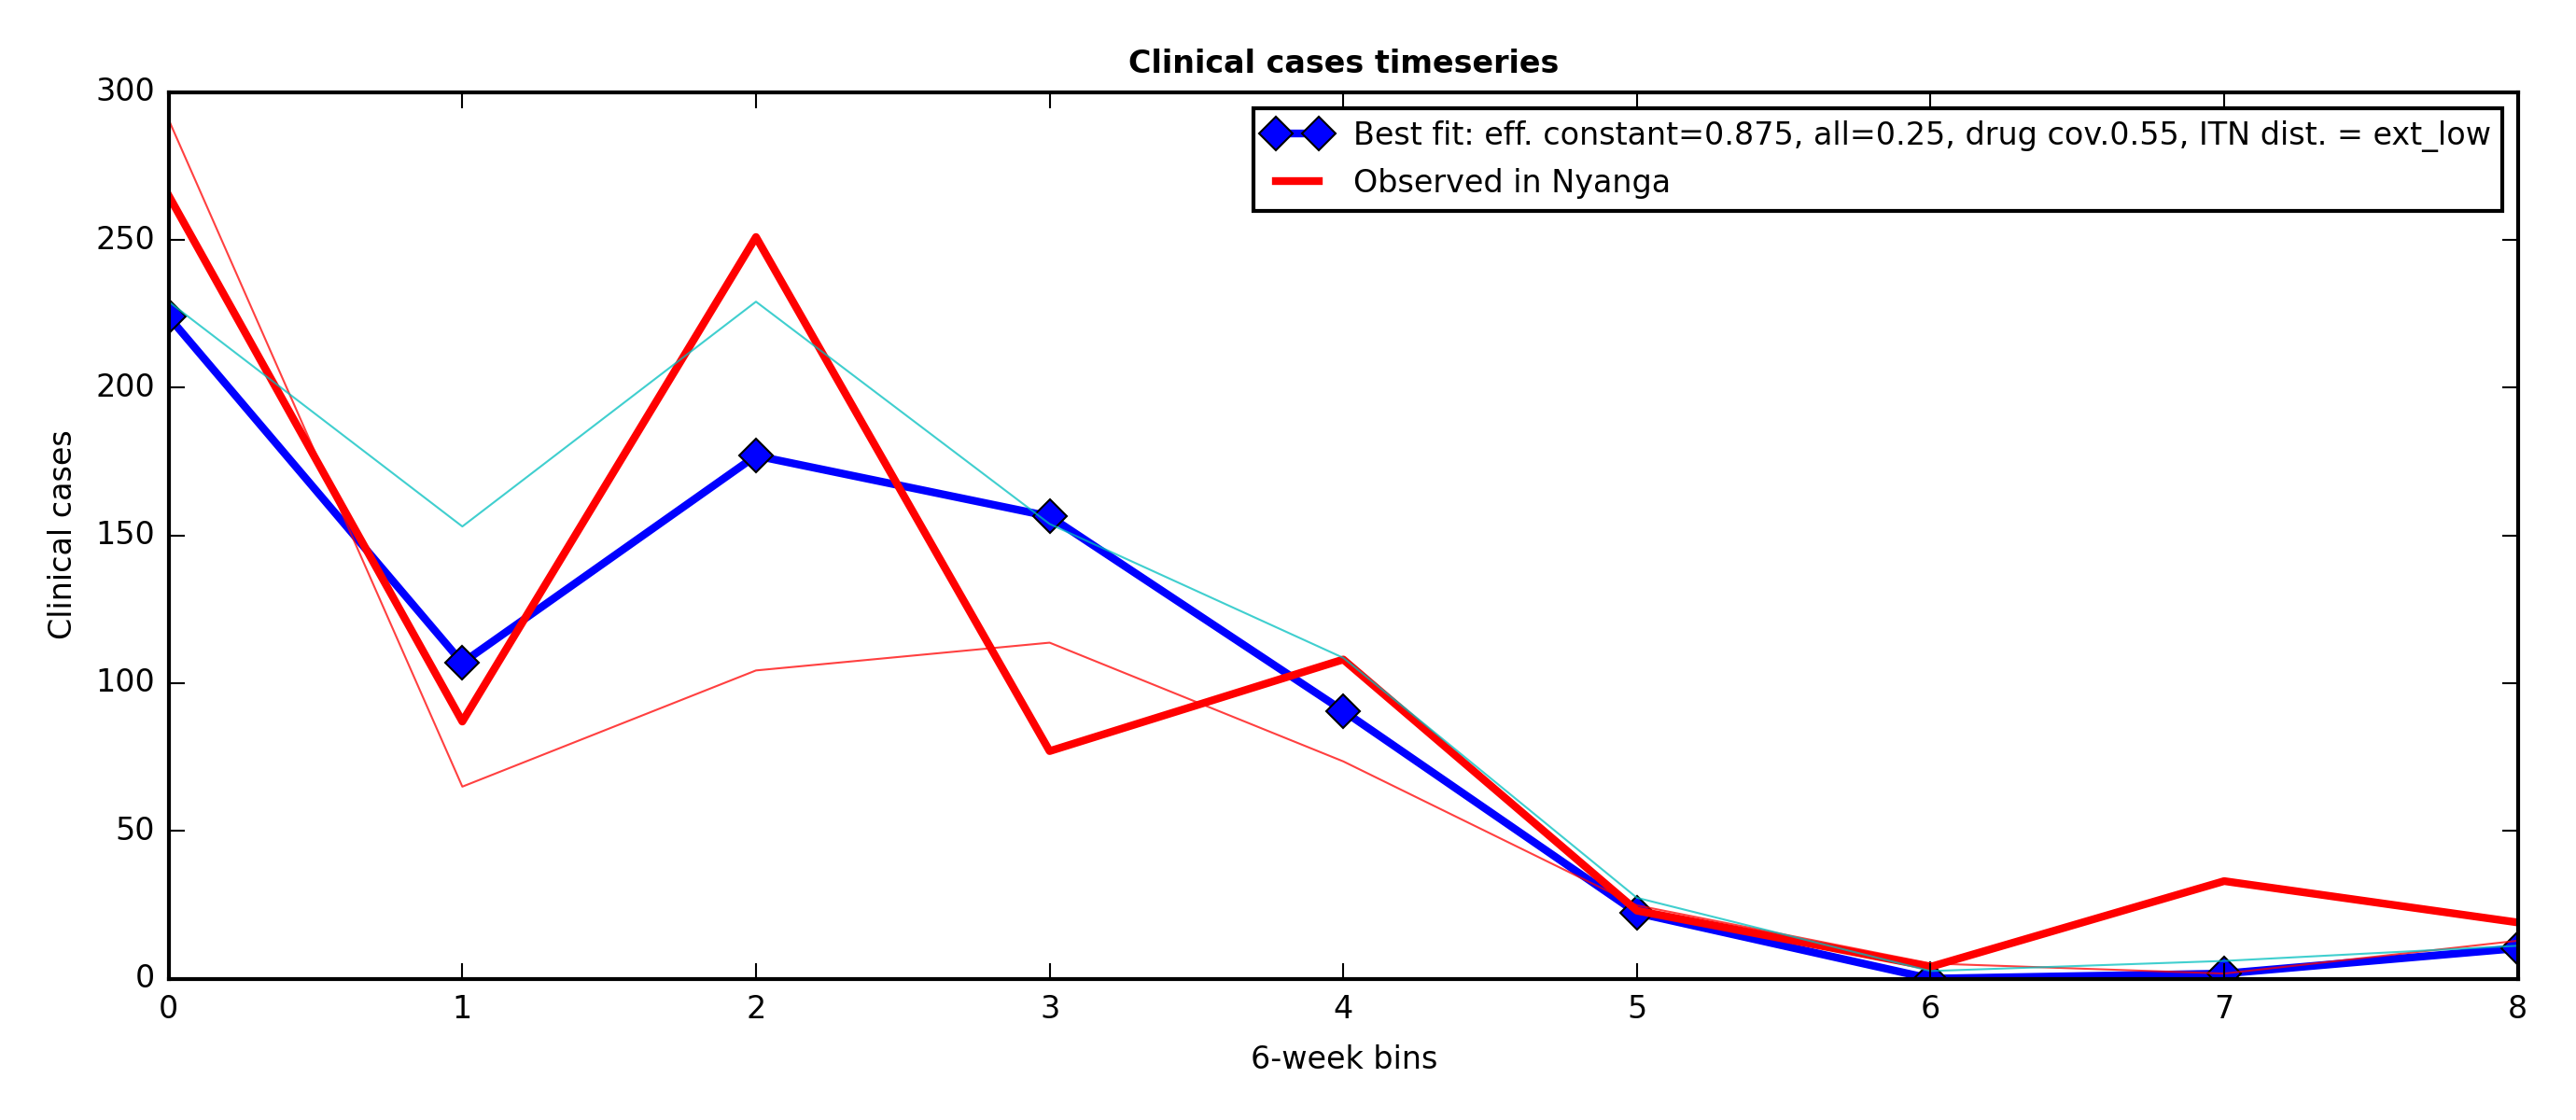 Clinical cases timeseries
300
250
200
150
100
50
0
Clinical cases
Best fit: eff. constant=0.875, all=0.25, drug cov.0.55, ITN dist. = ext_low
Observed in Nyanga
0 1 2 3 4 5 6 7 8
6-week bins